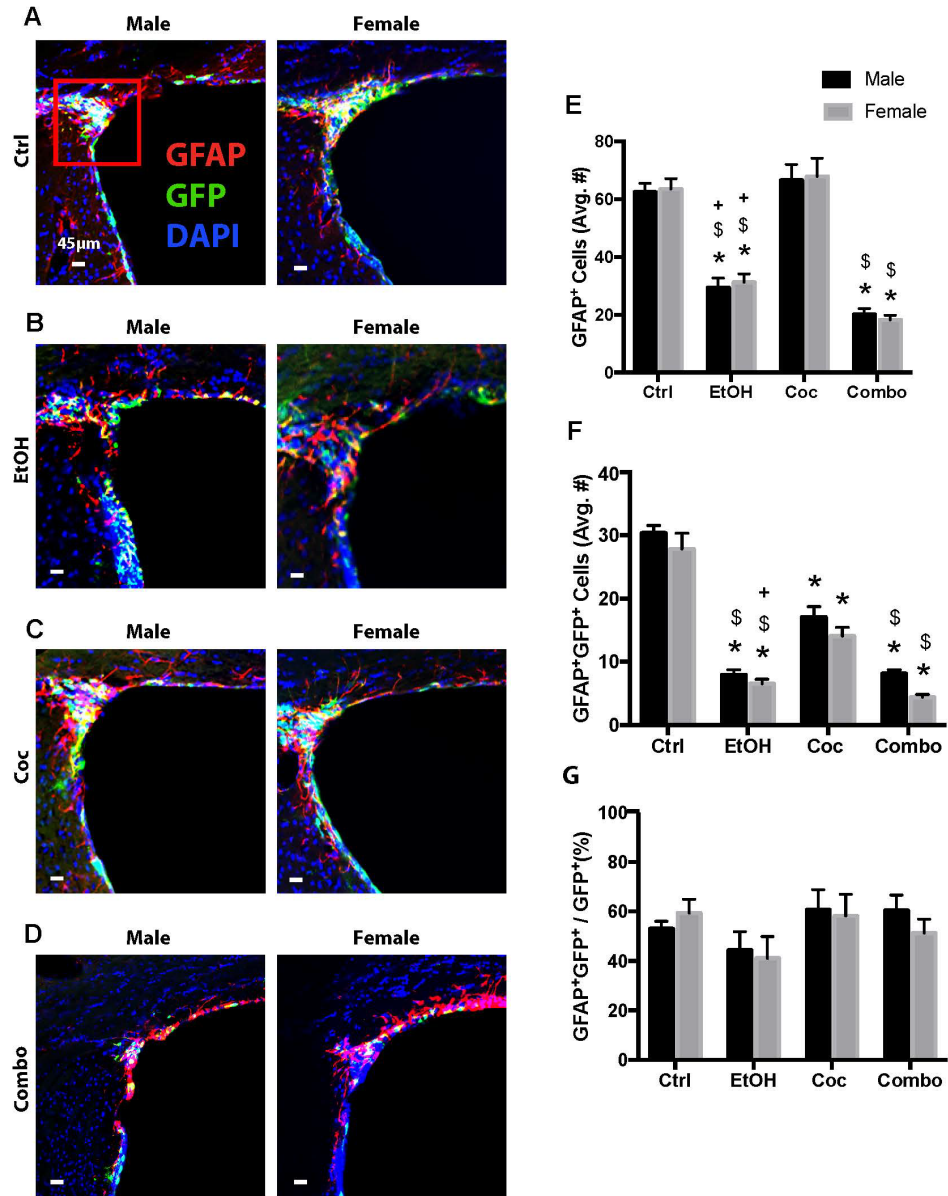 A
Male
Female
Ctrl
GFAP
GFP
DAPI
45µm
B
Male
Female
EtOH
C
Coc
D
Male
Female
Combo
Male
Female
E
GFAP+ Cells (Avg. #)
80
60
40
20
0
+ +
$ $ $ $
* * * *
Ctrl EtOH Coc Combo
F
GFAP+GFP+ Cells (Avg. #)
40
30
20
10
0
+
$ $ * * $ $
* * * *
Ctrl EtOH Coc Combo
G
GFAP+GFP+ / GFP+(%)
100
80
60
40
20
0
Ctrl EtOH Coc Combo